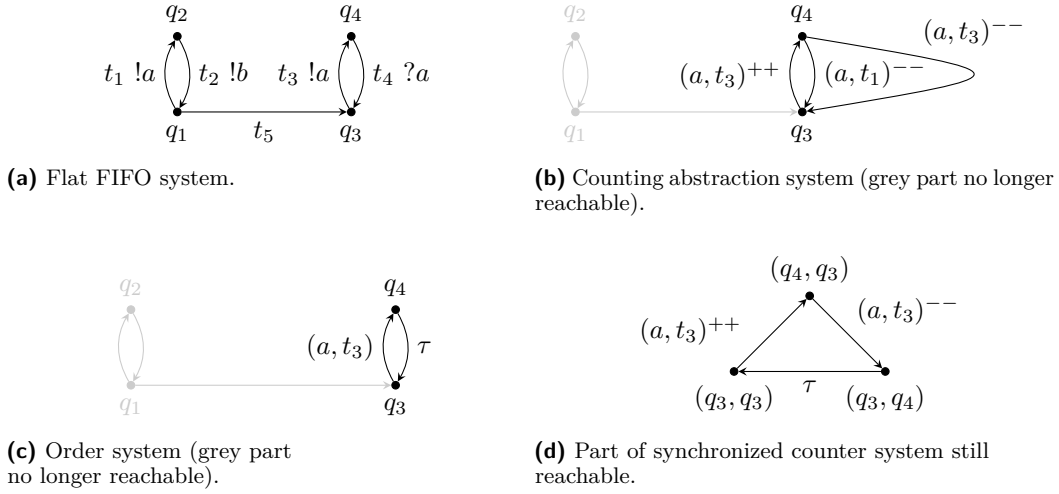 q2
q4
t1 !a
t2 !b
t3 !a
t4 ?a
q1
t5
q3
(a) Flat FIFO system.
q2
q4
(a, t3)−−
(a, t3)++
(a, t1)−−
q1
q3
(b) Counting abstraction system (grey part no longer
reachable).
q2
q4
(a, t3)
τ
q1
q3
(c) Order system (grey part
no longer reachable).
(q4, q3)
(a, t3)++
(a, t3)−−
(q3, q3)
τ
(q3, q4)
(d) Part of synchronized counter system still
reachable.